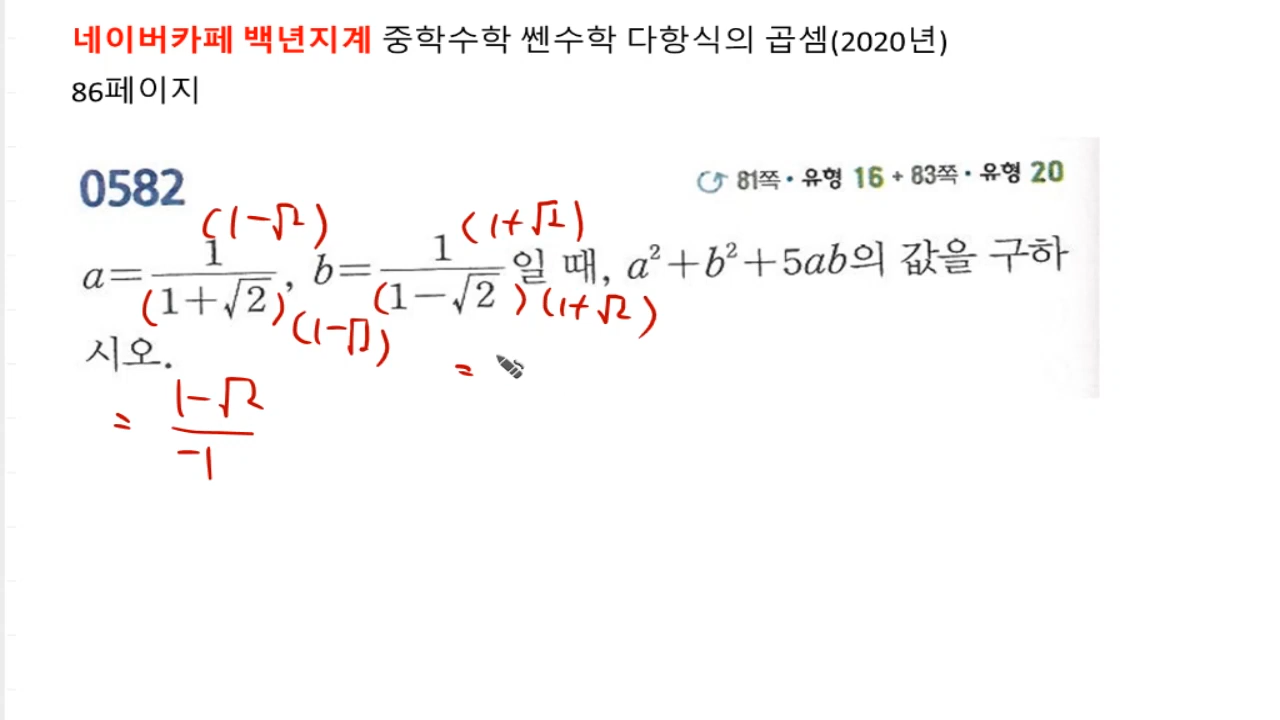 네이버카페 백년지계 중학수학 쎈수학 다항식의 곱셈(2020년)
86페이지
0582 81쪽·유형 16 + 83쪽·유형 20
(1-√2) (1+√2)
a=1/(1+√2), b=1/(1-√2)일 때, a²+b²+5ab의 값을 구하
( ) (1-√2) ( ) (1+√2)
시오.
=
= (1-√2)/-1